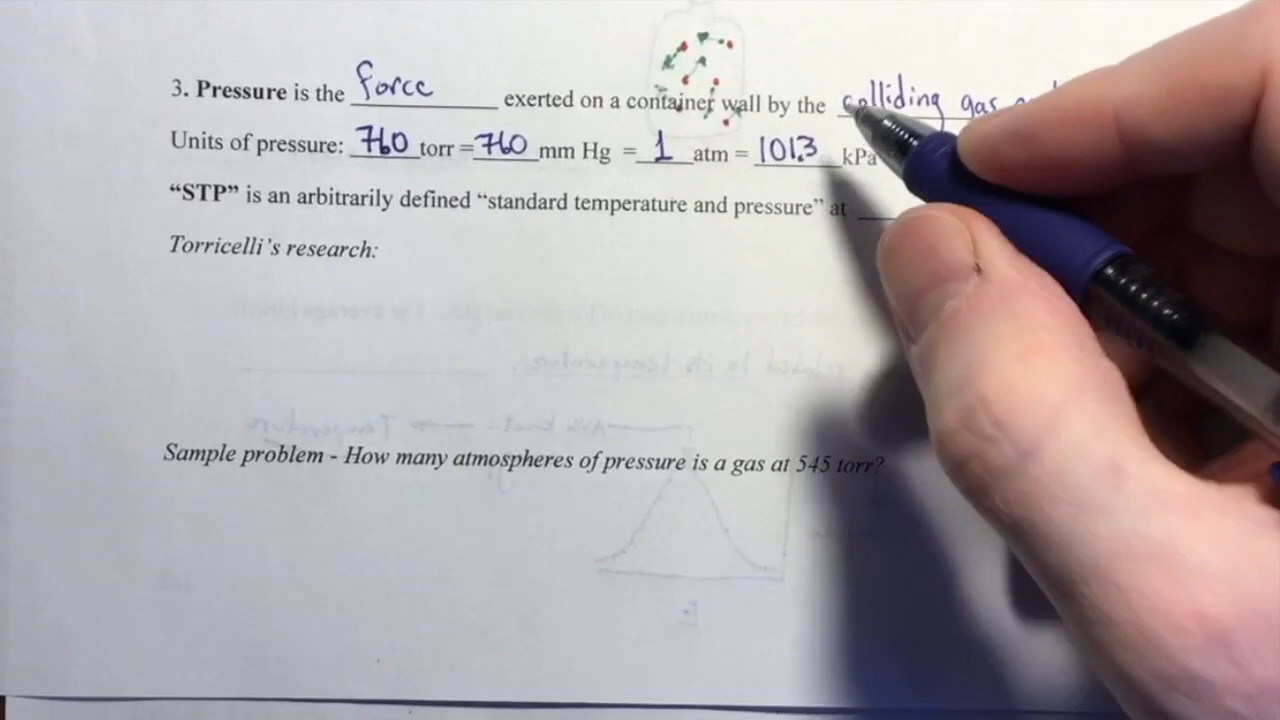 3. Pressure is the force exerted on a container wall by the colliding gas
Units of pressure: 760 torr = 760 mm Hg = 1 atm = 101.3 kPa
“STP” is an arbitrarily defined “standard temperature and pressure” at
Torricelli’s research:
Sample problem - How many atmospheres of pressure is a gas at 545 torr?